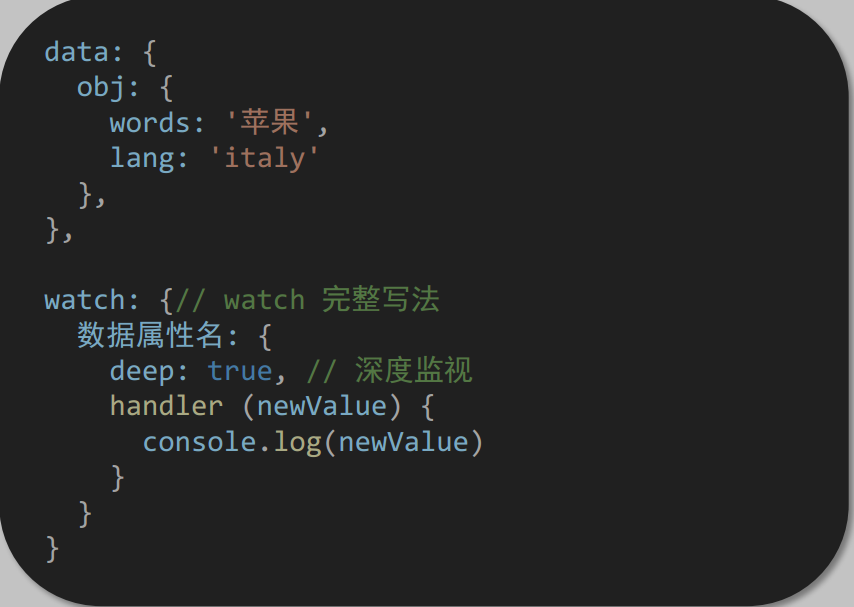 data: {
  obj: {
    words: '苹果',
    lang: 'italy'
  },
},

watch: {// watch 完整写法
  数据属性名: {
    deep: true, // 深度监视
    handler (newValue) {
      console.log(newValue)
    }
  }
}